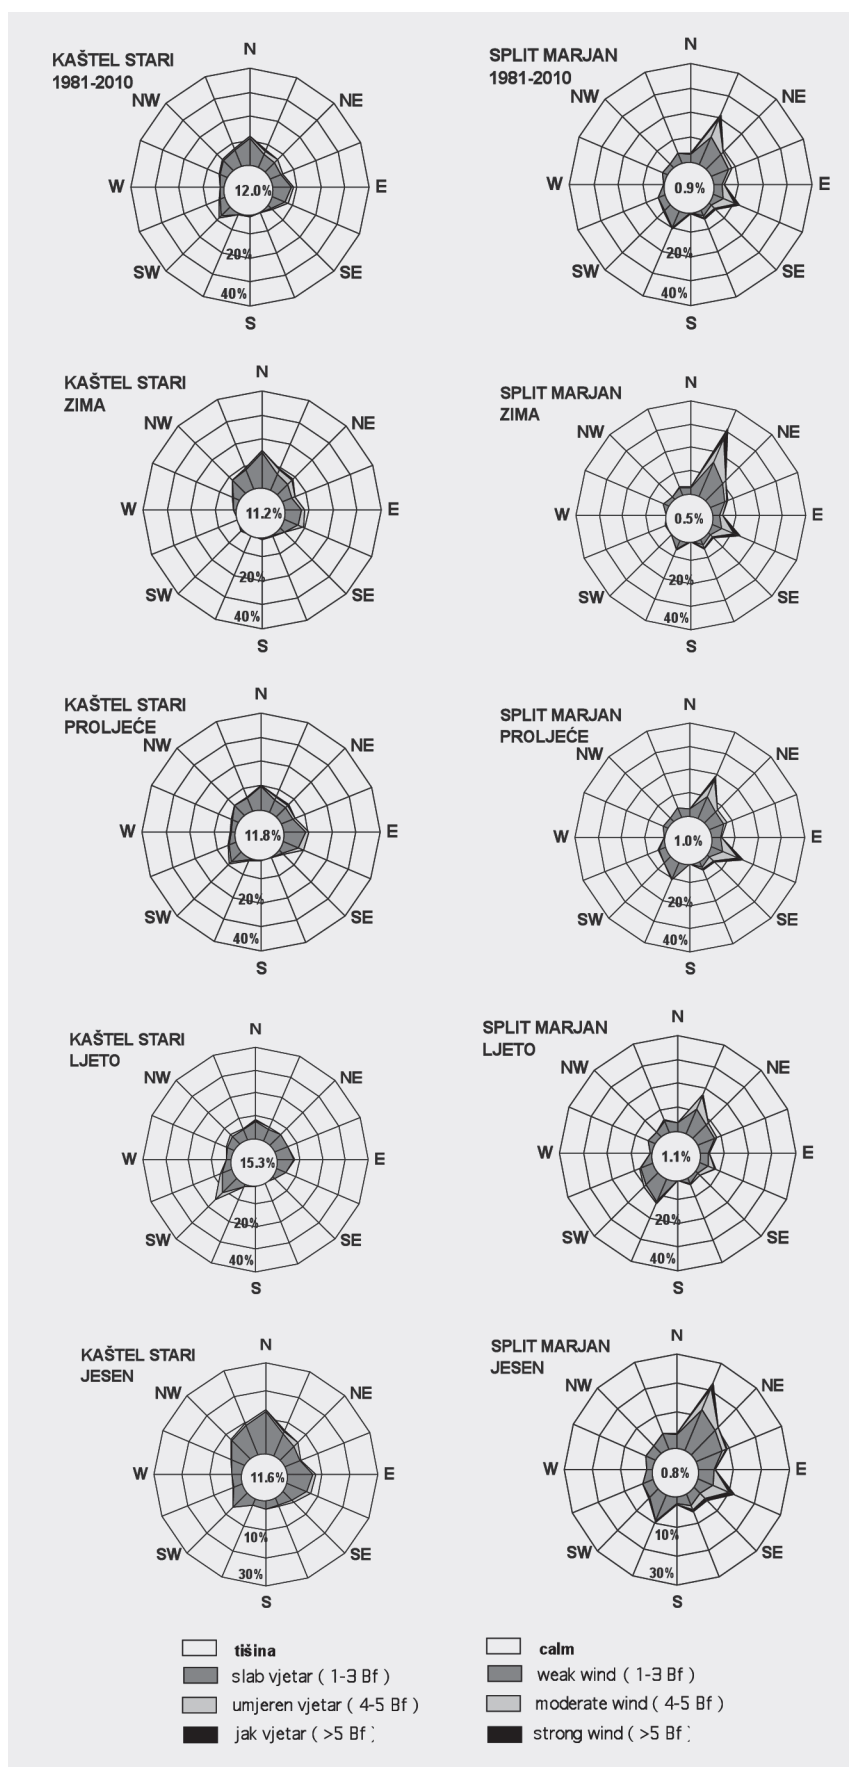 KAŠTEL STARI
1981-2010
N
NW
NE
W
12.0%
E
20%
SW
SE
40%
S
SPLIT MARJAN
1981-2010
N
NW
NE
W
0.9%
E
20%
SW
SE
40%
S
KAŠTEL STARI
ZIMA
N
NW
NE
W
11.2%
E
20%
SW
SE
40%
S
SPLIT MARJAN
ZIMA
N
NW
NE
W
0.5%
E
20%
SW
SE
40%
S
KAŠTEL STARI
PROLJEĆE
N
NW
NE
W
11.8%
E
20%
SW
SE
40%
S
SPLIT MARJAN
PROLJEĆE
N
NW
NE
W
1.0%
E
20%
SW
SE
40%
S
KAŠTEL STARI
LJETO
N
NW
NE
W
15.3%
E
20%
SW
SE
40%
S
SPLIT MARJAN
LJETO
N
NW
NE
W
1.1%
E
20%
SW
SE
40%
S
KAŠTEL STARI
JESEN
N
NW
NE
W
11.6%
E
10%
SW
SE
30%
S
SPLIT MARJAN
JESEN
N
NW
NE
W
0.8%
E
10%
SW
SE
30%
S
tišina
slab vjetar ( 1-3 Bf )
umjeren vjetar ( 4-5 Bf )
jak vjetar ( >5 Bf )
calm
weak wind ( 1-3 Bf )
moderate wind ( 4-5 Bf )
strong wind ( >5 Bf )